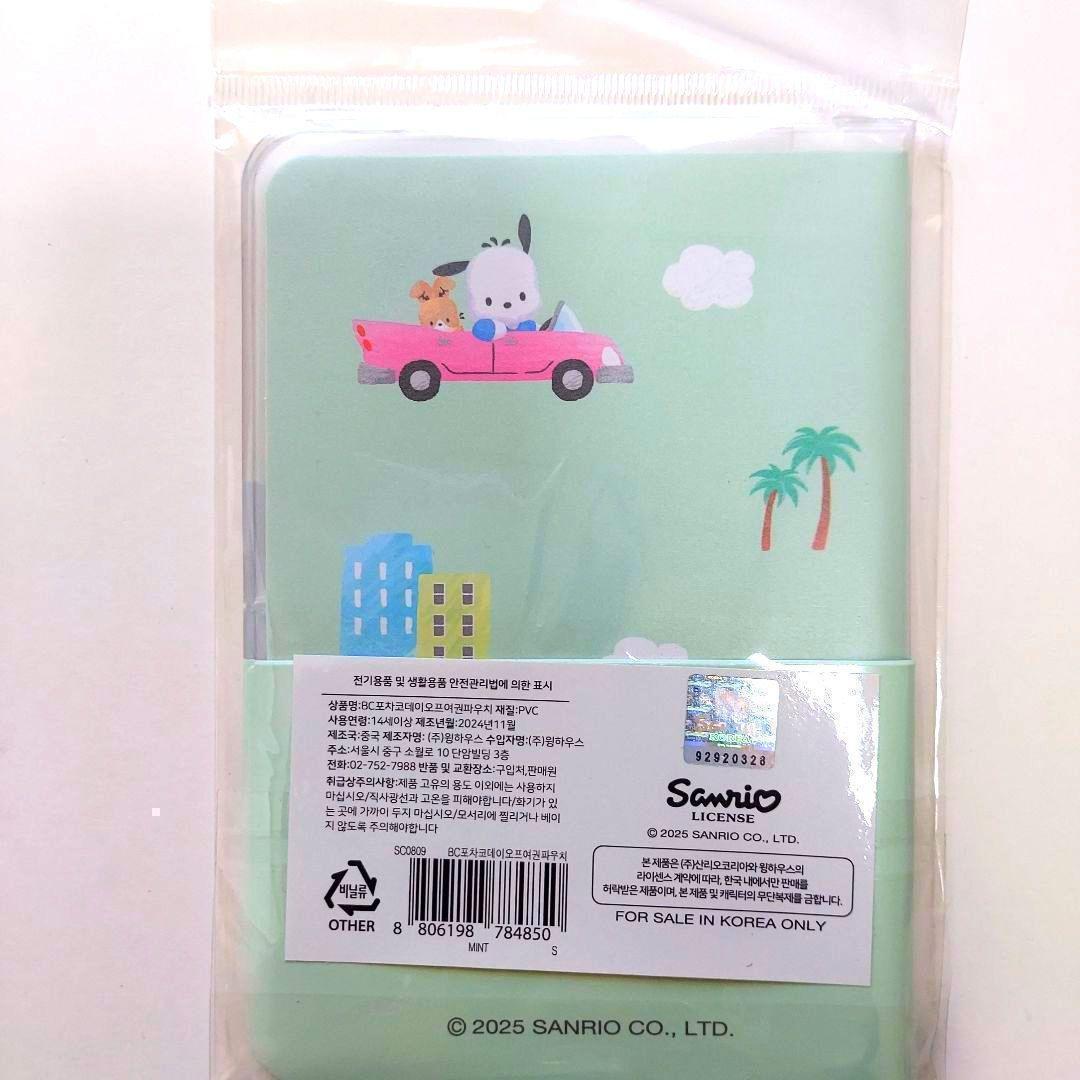 전기용품 및 생활용품 안전관리법에 의한 표시
상품명:BC포차코데이오프여권파우치 재질:PVC
사용연령:14세이상 제조년월:2024년11월
제조국:중국 제조자명: (주)윙하우스 수입자명:(주)윙하우스
주소:서울시 중구 소월로 10 단암빌딩 3층
전화:02-752-7988 반품 및 교환장소:구입처,판매원
취급상주의사항:제품 고유의 용도 이외에는 사용하지
마십시오/직사광선과 고온을 피해야합니다/화기가 있
는 곳에 가까이 두지 마십시오/모서리에 찔리거나 베이
지 않도록 주의해야합니다
SC0809 BC포차코데이오프여권파우치
비닐류
OTHER
8 806198 784850
MINT S
92920328
Sanrio
LICENSE
© 2025 SANRIO CO., LTD.
본 제품은 (주)산리오코리아와 윙하우스의
라이센스 계약에 따라, 한국 내에서만 판매를
허락받은 제품이며, 본 제품 및 캐릭터의 무단복제를 금합니다.
FOR SALE IN KOREA ONLY
© 2025 SANRIO CO., LTD.